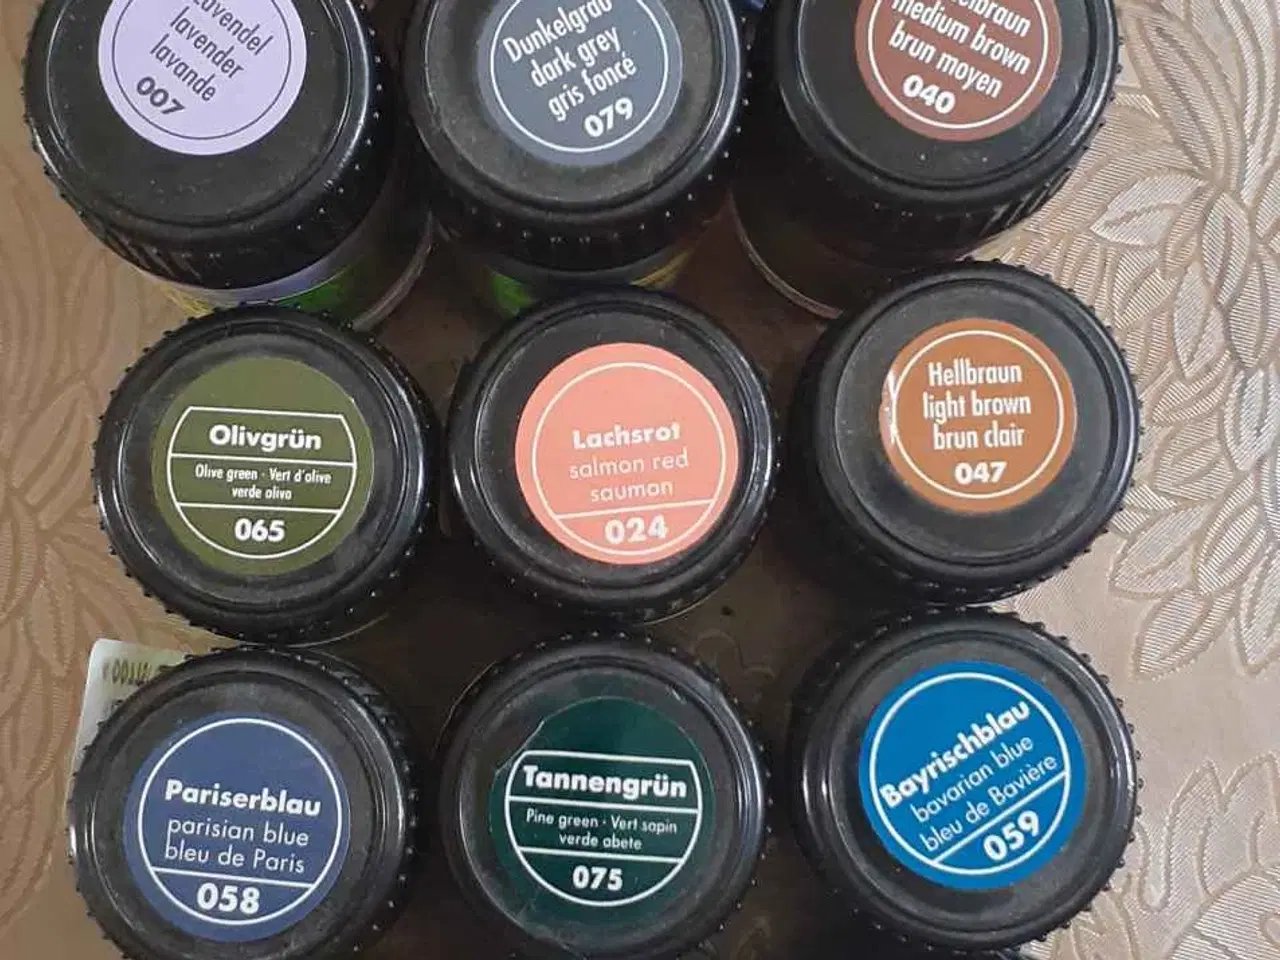 lavender
lavande
007
Dunkelgrau
dark grey
gris foncé
079
medium brown
brun moyen
040
Olivgrün
Olive green · Vert d'olive
verde oliva
065
Lachsrot
salmon red
saumon
024
Hellbraun
light brown
brun clair
047
Pariserblau
parisian blue
bleu de Paris
058
Tannengrün
Pine green · Vert sapin
verde abete
075
Bayrischblau
bavarian blue
bleu de Bavière
059